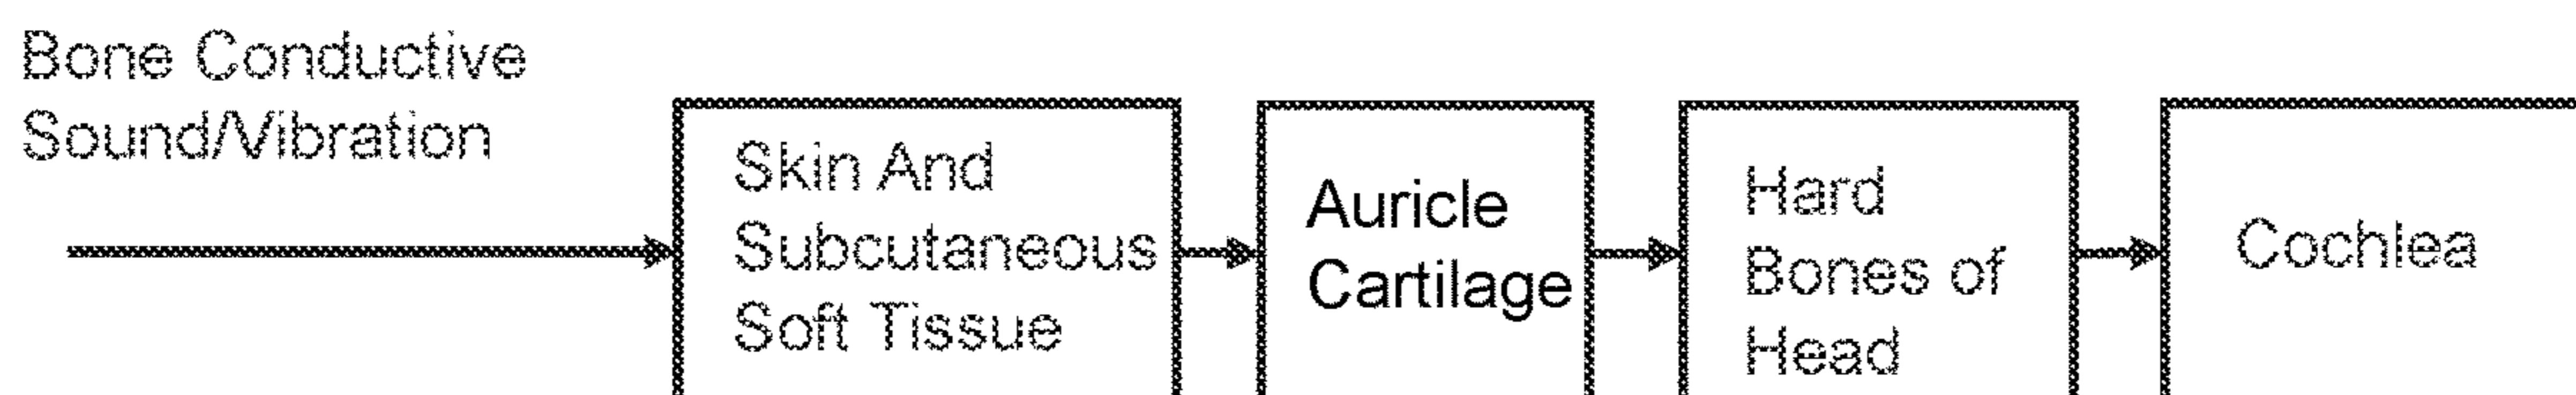 Bone Conductive
Sound/Vibration
Skin And
Subcutaneous
Soft Tissue
Auricle
Cartilage
Hard
Bones of
Head
Cochlea